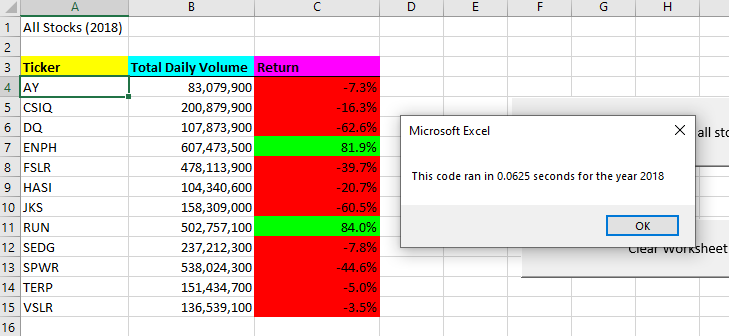 A B C D E F G H
1 All Stocks (2018)
2
3 Ticker Total Daily Volume Return
4 AY 83,079,900 -7.3%
5 CSIQ 200,879,900 -16.3%
6 DQ 107,873,900 -62.6%
7 ENPH 607,473,500 81.9%
8 FSLR 478,113,900 -39.7%
9 HASI 104,340,600 -20.7%
10 JKS 158,309,000 -60.5%
11 RUN 502,757,100 84.0%
12 SEDG 237,212,300 -7.8%
13 SPWR 538,024,300 -44.6%
14 TERP 151,434,700 -5.0%
15 VSLR 136,539,100 -3.5%
16
Microsoft Excel
This code ran in 0.0625 seconds for the year 2018
OK
all sto
Clear Worksheet